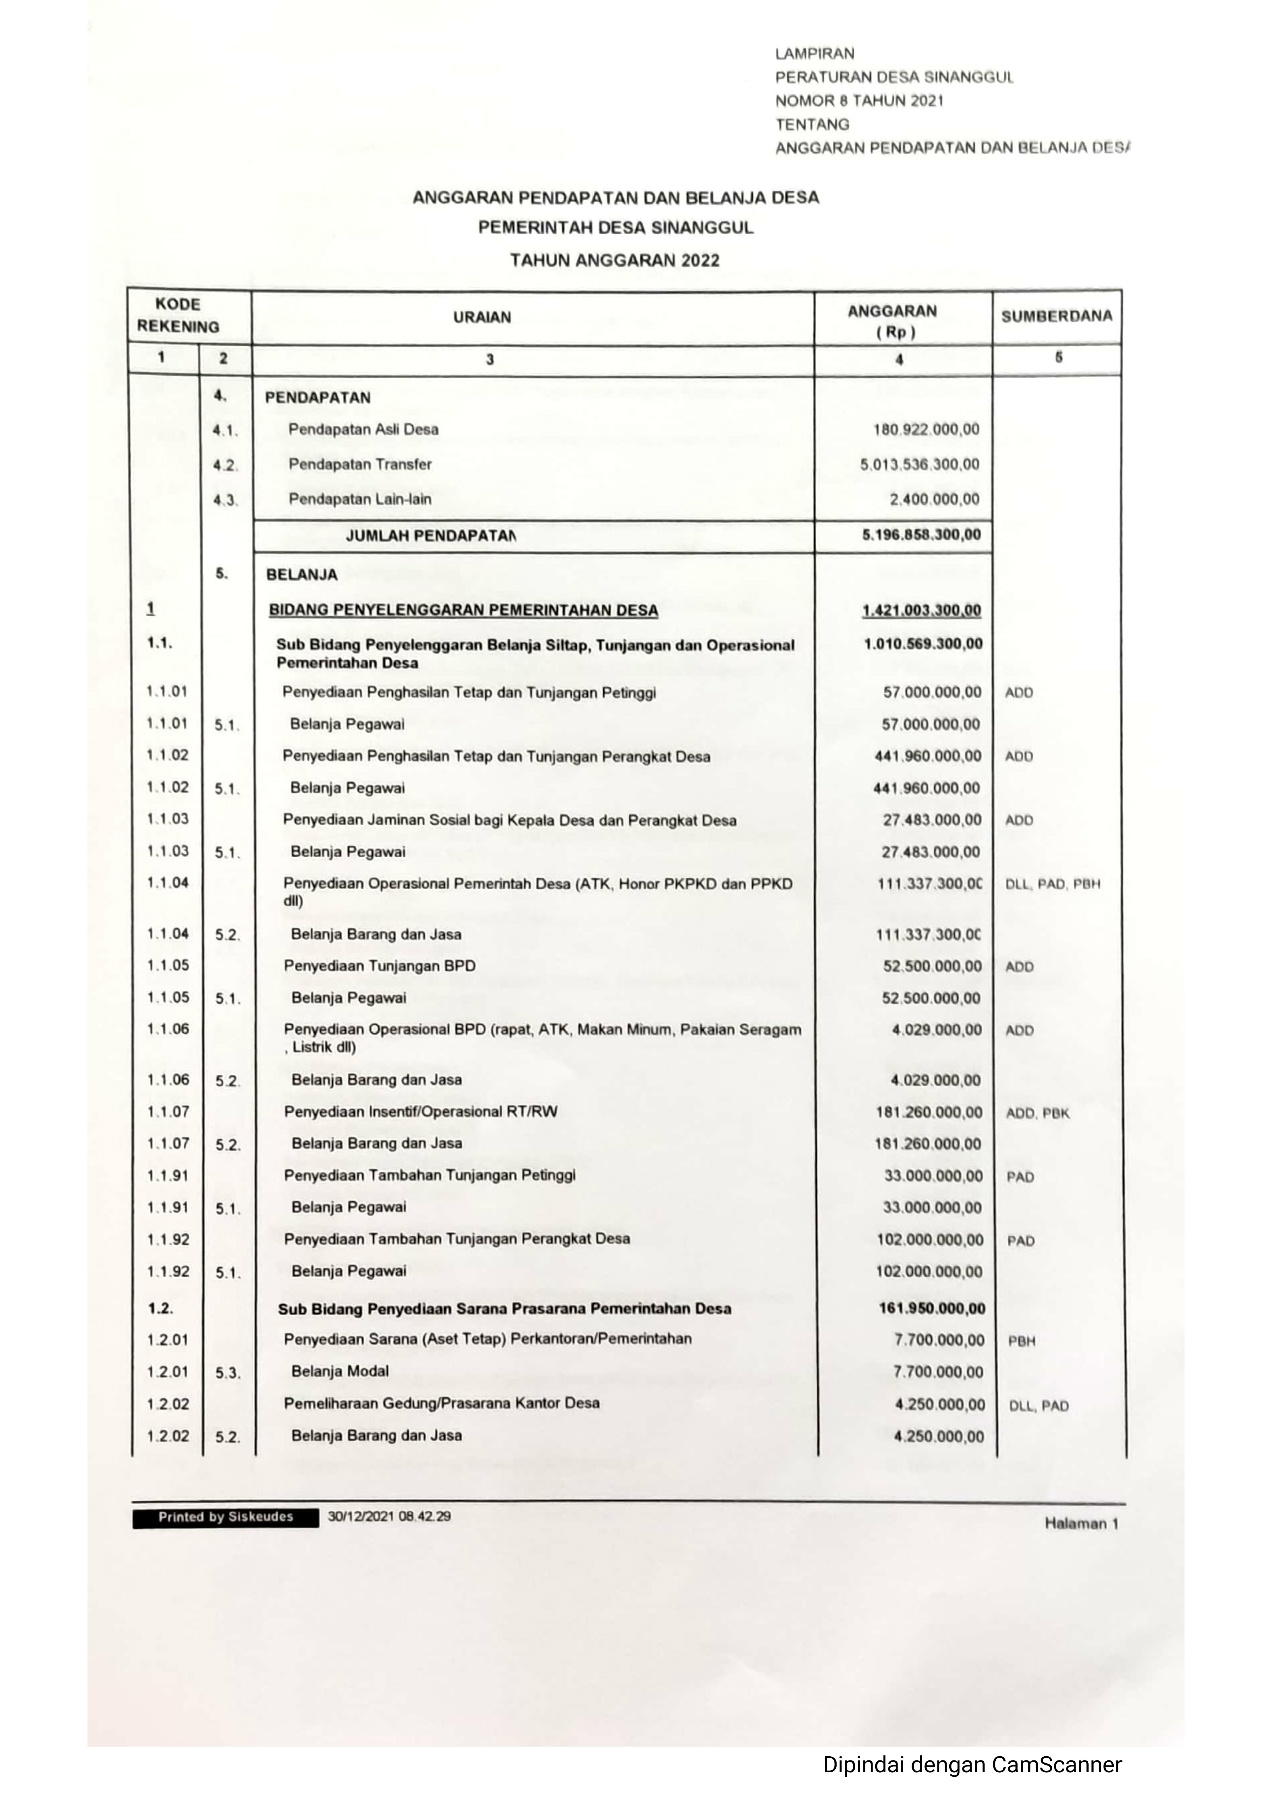 LAMPIRAN
PERATURAN DESA SINANGGUL
NOMOR 8 TAHUN 2021
TENTANG
ANGGARAN PENDAPATAN DAN BELANJA DESA
ANGGARAN PENDAPATAN DAN BELANJA DESA
PEMERINTAH DESA SINANGGUL
TAHUN ANGGARAN 2022
KODE REKENING URAIAN ANGGARAN ( Rp ) SUMBERDANA
1 2 3 4 5
4. PENDAPATAN
4.1. Pendapatan Asli Desa 180.922.000,00
4.2. Pendapatan Transfer 5.013.536.300,00
4.3. Pendapatan Lain-lain 2.400.000,00
JUMLAH PENDAPATAN 5.196.858.300,00
5. BELANJA
1 BIDANG PENYELENGGARAN PEMERINTAHAN DESA 1.421.003.300,00
1.1. Sub Bidang Penyelenggaran Belanja Siltap, Tunjangan dan Operasional 1.010.569.300,00
Pemerintahan Desa
1.1.01 Penyediaan Penghasilan Tetap dan Tunjangan Petinggi 57.000.000,00 ADD
1.1.01 5.1. Belanja Pegawai 57.000.000,00
1.1.02 Penyediaan Penghasilan Tetap dan Tunjangan Perangkat Desa 441.960.000,00 ADD
1.1.02 5.1. Belanja Pegawai 441.960.000,00
1.1.03 Penyediaan Jaminan Sosial bagi Kepala Desa dan Perangkat Desa 27.483.000,00 ADD
1.1.03 5.1. Belanja Pegawai 27.483.000,00
1.1.04 Penyediaan Operasional Pemerintah Desa (ATK, Honor PKPKD dan PPKD 111.337.300,00 DLL, PAD, PBH
dll)
1.1.04 5.2. Belanja Barang dan Jasa 111.337.300,00
1.1.05 Penyediaan Tunjangan BPD 52.500.000,00 ADD
1.1.05 5.1. Belanja Pegawai 52.500.000,00
1.1.06 Penyediaan Operasional BPD (rapat, ATK, Makan Minum, Pakaian Seragam 4.029.000,00 ADD
, Listrik dll)
1.1.06 5.2. Belanja Barang dan Jasa 4.029.000,00
1.1.07 Penyediaan Insentif/Operasional RT/RW 181.260.000,00 ADD, PBK
1.1.07 5.2. Belanja Barang dan Jasa 181.260.000,00
1.1.91 Penyediaan Tambahan Tunjangan Petinggi 33.000.000,00 PAD
1.1.91 5.1. Belanja Pegawai 33.000.000,00
1.1.92 Penyediaan Tambahan Tunjangan Perangkat Desa 102.000.000,00 PAD
1.1.92 5.1. Belanja Pegawai 102.000.000,00
1.2. Sub Bidang Penyediaan Sarana Prasarana Pemerintahan Desa 161.950.000,00
1.2.01 Penyediaan Sarana (Aset Tetap) Perkantoran/Pemerintahan 7.700.000,00 PBH
1.2.01 5.3. Belanja Modal 7.700.000,00
1.2.02 Pemeliharaan Gedung/Prasarana Kantor Desa 4.250.000,00 DLL, PAD
1.2.02 5.2. Belanja Barang dan Jasa 4.250.000,00
Printed by Siskeudes 30/12/2021 08.42.29
Halaman 1
Dipindai dengan CamScanner